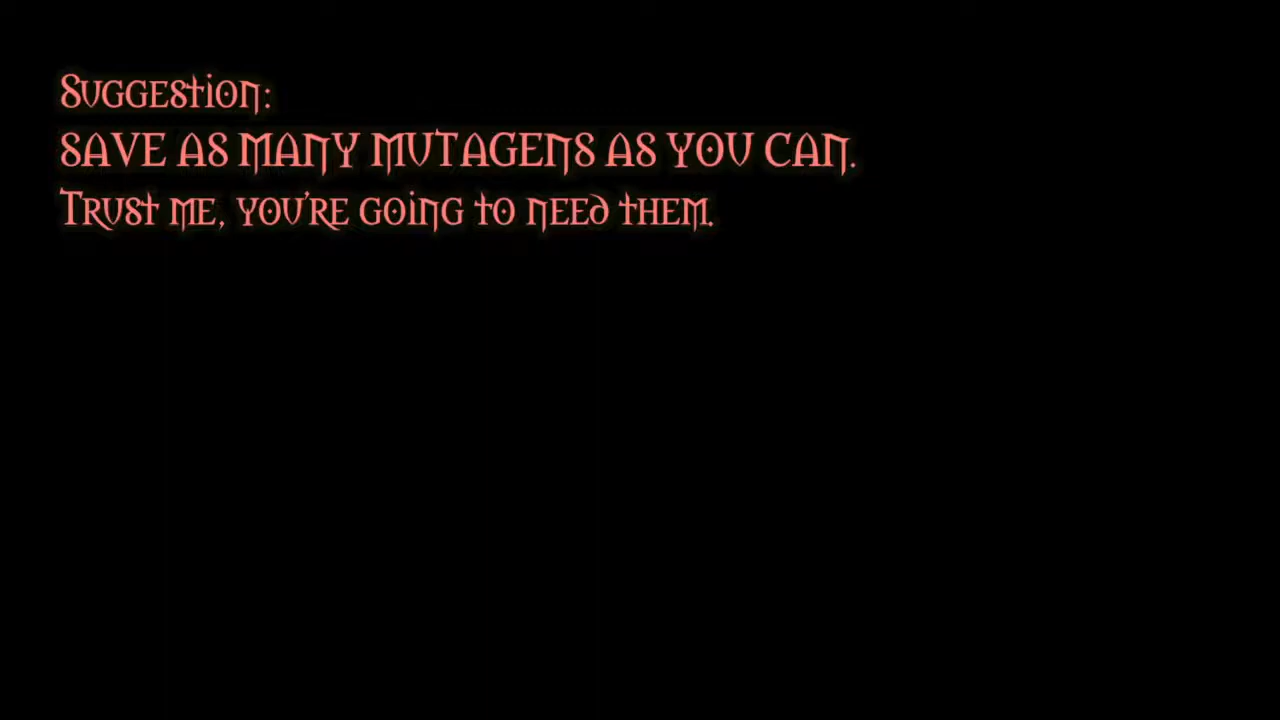 Suggestion:
SAVE AS MANY MUTAGENS AS YOU CAN.
Trust me, you're going to need them.